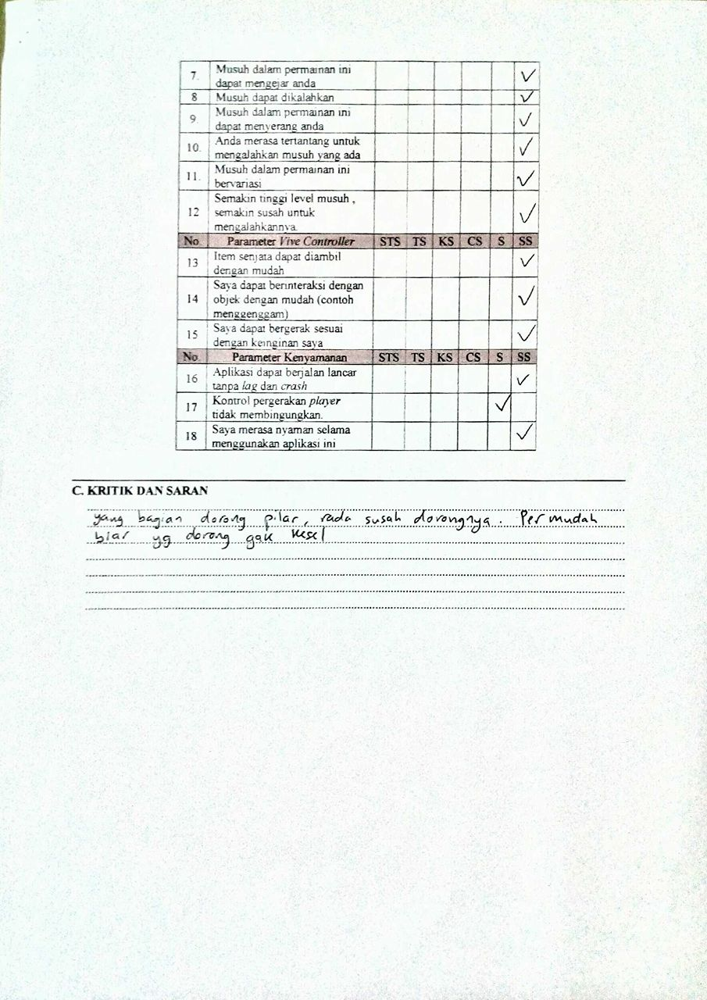 7. Musuh dalam permainan ini
dapat mengejar anda ✓
8 Musuh dapat dikalahkan ✓
9. Musuh dalam permainan ini
dapat menyerang anda ✓
10. Anda merasa tertantang untuk
mengalahkan musuh yang ada ✓
11. Musuh dalam permainan ini
bervariasi ✓
12 Semakin tinggi level musuh ,
semakin susah untuk
mengalahkannya. ✓
No Parameter Vive Controller STS TS KS CS S SS
13 Item senjata dapat diambil
dengan mudah ✓
14 Saya dapat berinteraksi dengan
objek dengan mudah (contoh
menggenggam) ✓
15 Saya dapat bergerak sesuai
dengan keinginan saya ✓
No Parameter Kenyamanan STS TS KS CS S SS
16 Aplikasi dapat berjalan lancar
tanpa lag dan crash ✓
17 Kontrol pergerakan player
tidak membingungkan. ✓
18 Saya merasa nyaman selama
menggunakan aplikasi ini ✓
C. KRITIK DAN SARAN
yang bagian dorong pilar, rada susah dorongnya. Permudah
biar yg dorong gak kesel